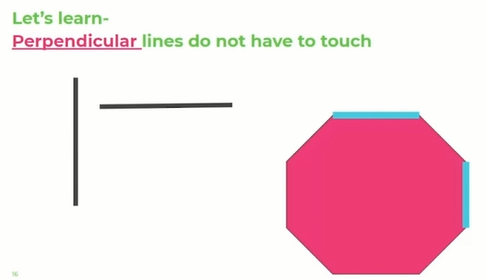 Let's learn-
Perpendicular lines do not have to touch
16